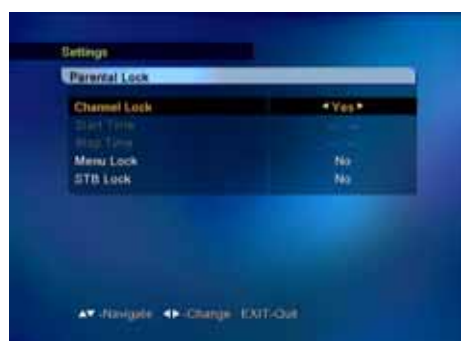 Settings
Parental Lock
Channel Lock ◀Yes▶
Start Time
Stop Time
Menu Lock No
STB Lock No
▲▼-Navigate ◀▶-Change EXIT-Quit